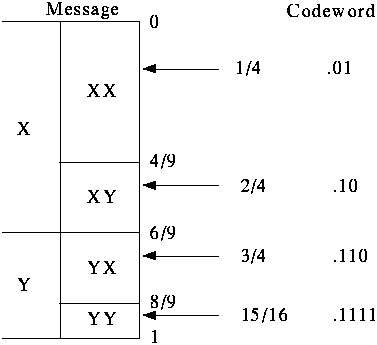 Message Codeword
0
XX 1/4 .01
X
4/9
XY 2/4 .10
6/9
YX 3/4 .110
Y
8/9
YY 15/16 .1111
1